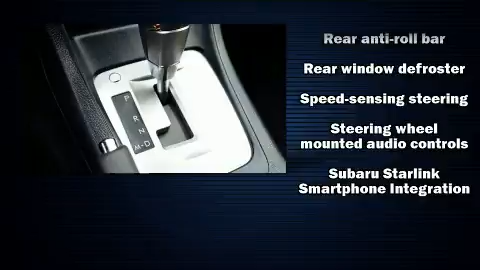 Rear anti-roll bar
Rear window defroster
Speed-sensing steering
Steering wheel
mounted audio controls
Subaru Starlink
Smartphone Integration
P
R
N
M-D